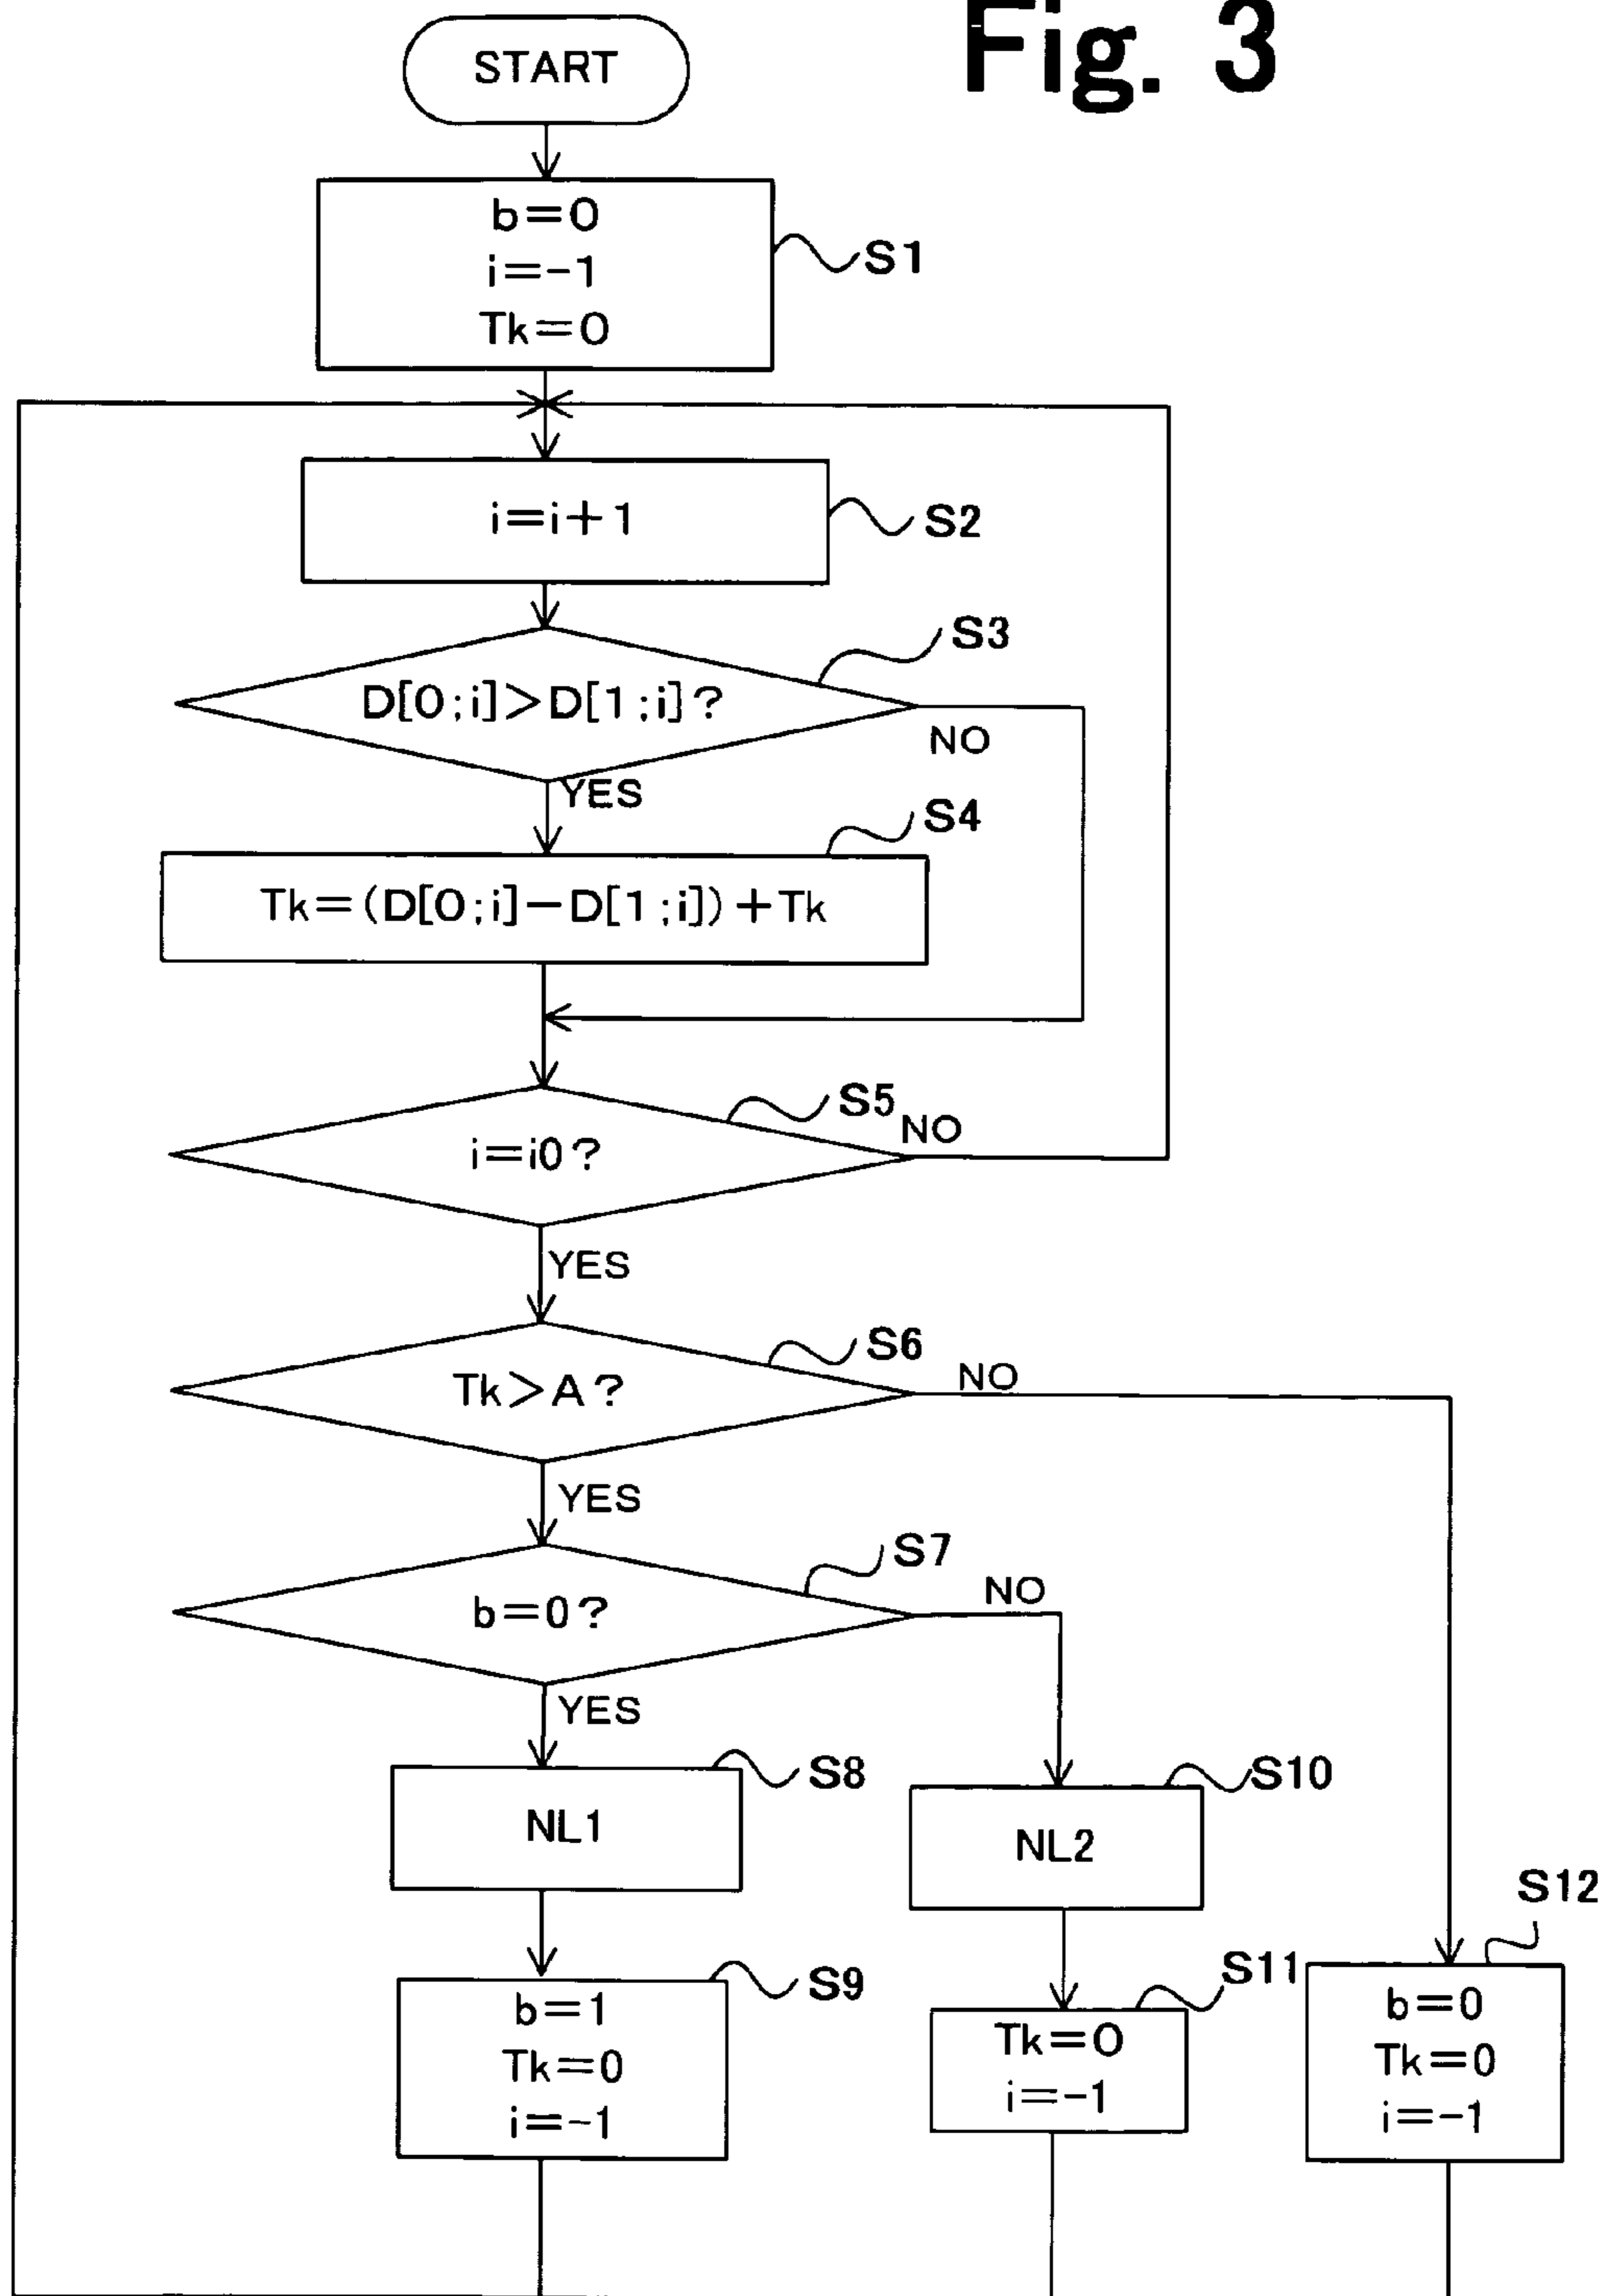 Fig. 3
START
b=0
i=-1
Tk=0
S1
i=i+1
S2
S3
D[0;i]>D[1;i]?
NO
YES
S4
Tk=(D[0;i]-D[1;i])+Tk
S5
NO
i=i0?
YES
S6
NO
Tk>A?
YES
S7
NO
b=0?
YES
S8
S10
NL1
NL2
S12
S9
S11
b=1
Tk=0
i=-1
Tk=0
i=-1
b=0
Tk=0
i=-1